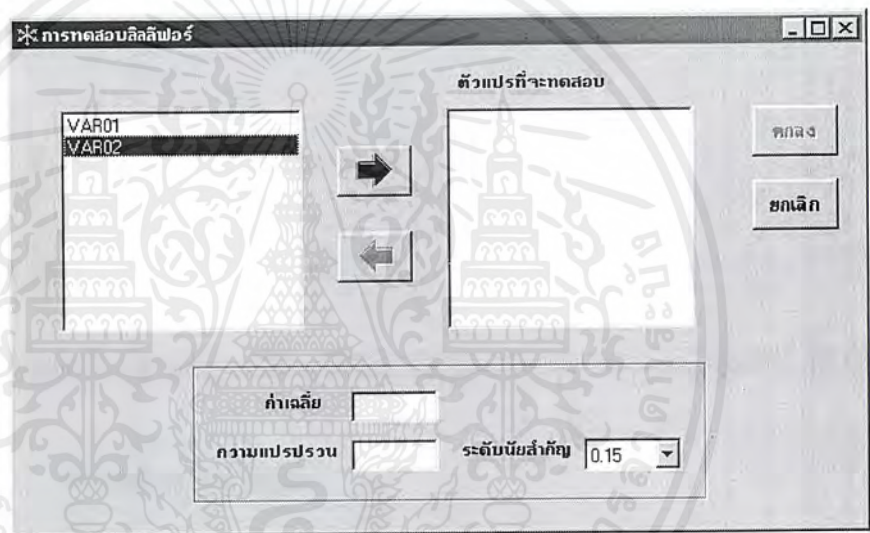 การทดสอบลิลลีฟอร์
ตัวแปรที่จะทดสอบ
VAR01
VAR02
ตกลง
ยกเลิก
ค่าเฉลี่ย
ความแปรปรวน
ระดับนัยสำคัญ
0.15